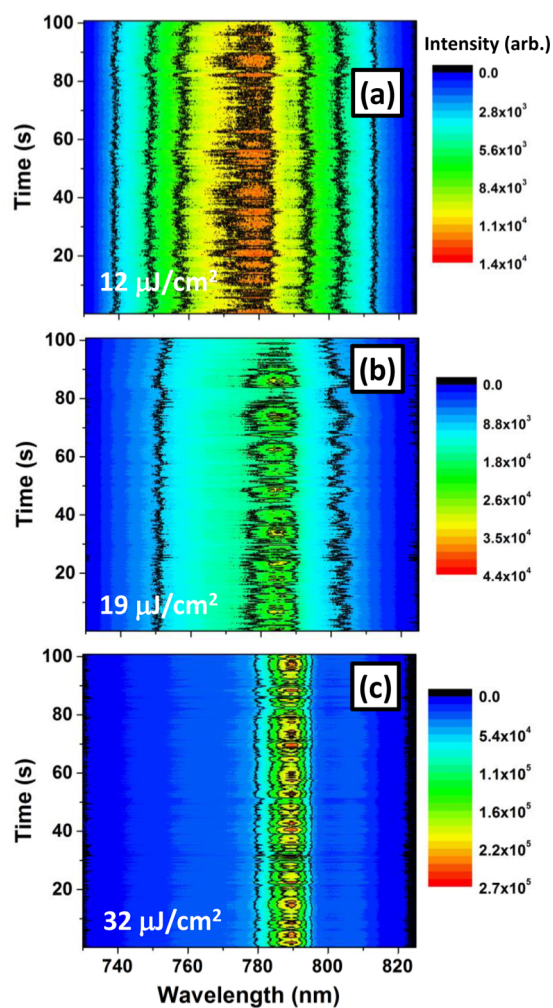 Intensity (arb.)
(a)
100
80
60
40
20
Time (s)
12 μJ/cm²
0.0
2.8x10³
5.6x10³
8.4x10³
1.1x10⁴
1.4x10⁴
(b)
100
80
60
40
20
Time (s)
19 μJ/cm²
0.0
8.8x10³
1.8x10⁴
2.6x10⁴
3.5x10⁴
4.4x10⁴
(c)
100
80
60
40
20
Time (s)
32 μJ/cm²
0.0
5.4x10⁴
1.1x10⁵
1.6x10⁵
2.2x10⁵
2.7x10⁵
740 760 780 800 820
Wavelength (nm)